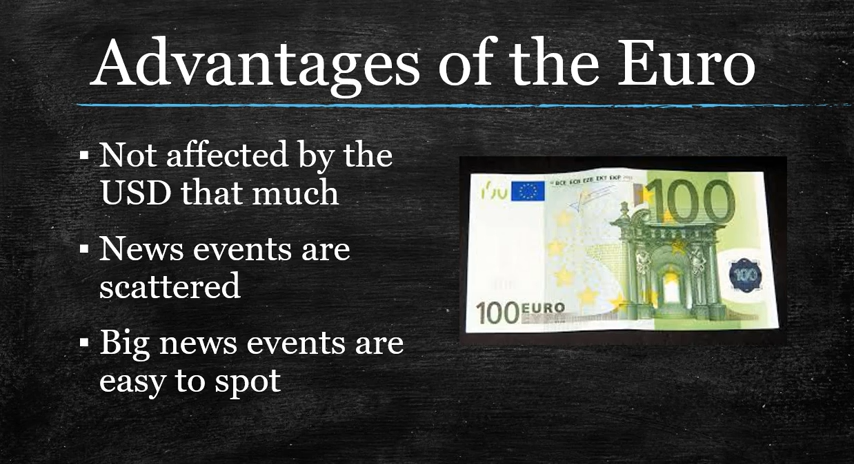 Advantages of the Euro
▪ Not affected by the
USD that much
▪ News events are
scattered
▪ Big news events are
easy to spot
100
100
100 EURO